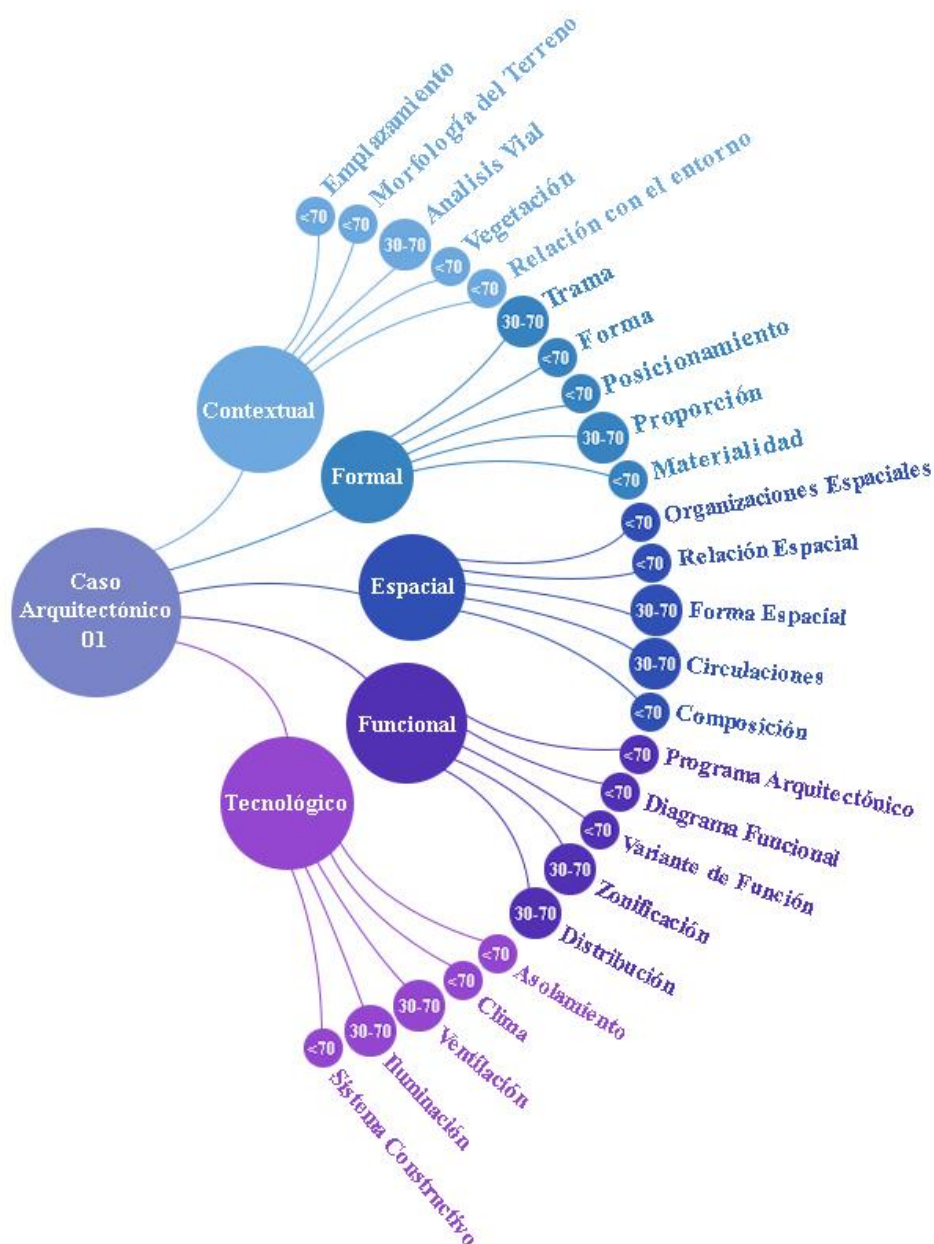 <70 Emplazamiento
<70 Morfología del Terreno
30-70 Analisis Vial
<70 Vegetación
<70 Relación con el entorno
Contextual
30-70 Trama
<70 Forma
<70 Posicionamiento
30-70 Proporción
<70 Materialidad
Formal
<70 Organizaciones Espaciales
<70 Relación Espacial
30-70 Forma Espacial
30-70 Circulaciones
<70 Composición
Espacial
Caso
Arquitectónico
01
Funcional
<70 Programa Arquitectónico
<70 Diagrama Funcional
<70 Variante de Función
30-70 Zonificación
30-70 Distribución
Tecnológico
<70 Asolamiento
<70 Clima
30-70 Ventilación
30-70 Iluminación
<70 Sistema Constructivo